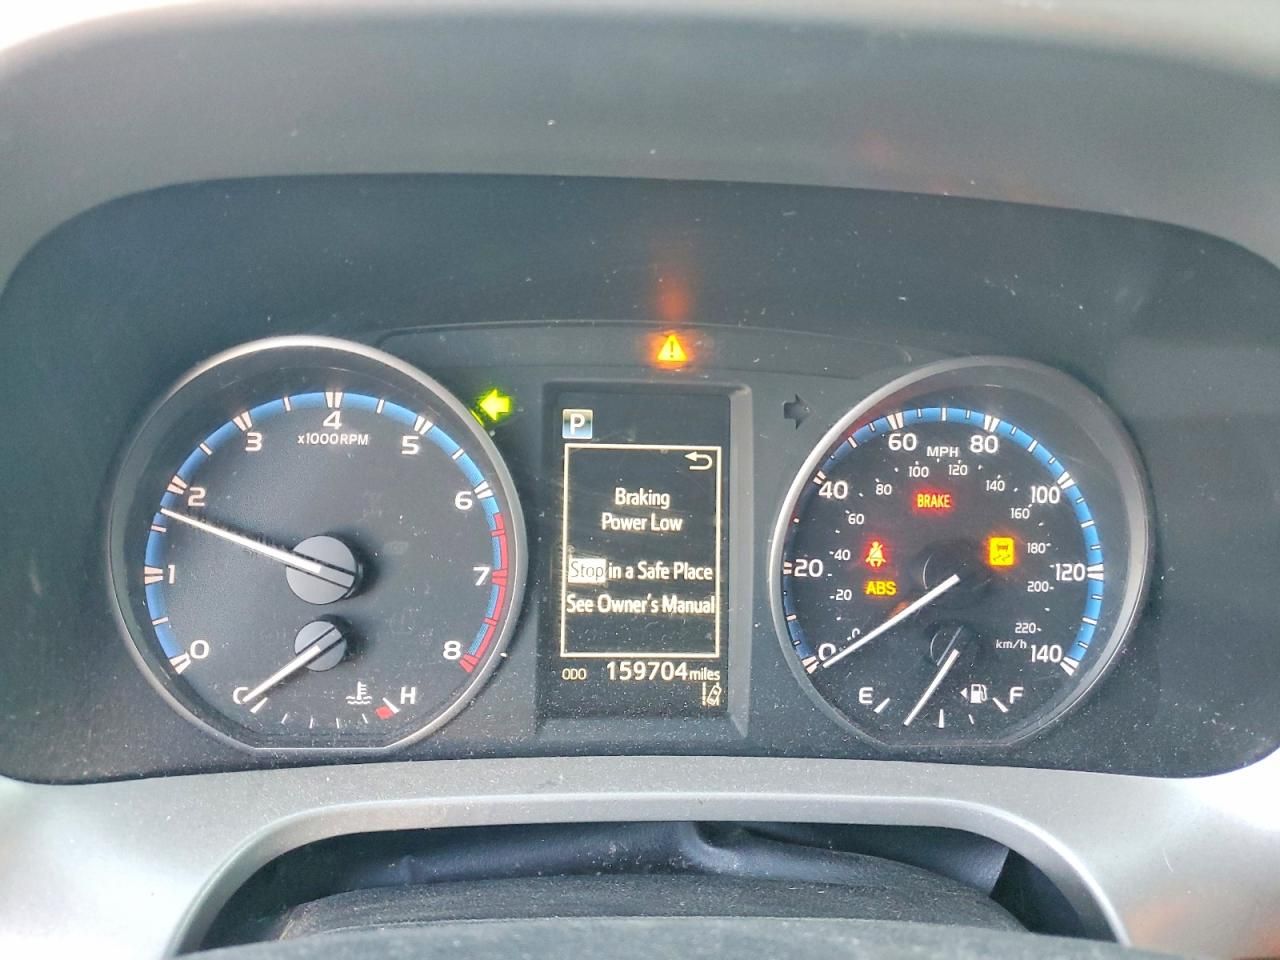 4
3
5
x1000RPM
2
6
1
7
0
8
C
H
P
Braking
Power Low
Stop in a Safe Place
See Owner's Manual
ODO 159704 miles
60
80
MPH
100
120
40
80
140
100
BRAKE
60
160
40
180
20
120
ABS
20
200
0
0
220
km/h
140
E
F